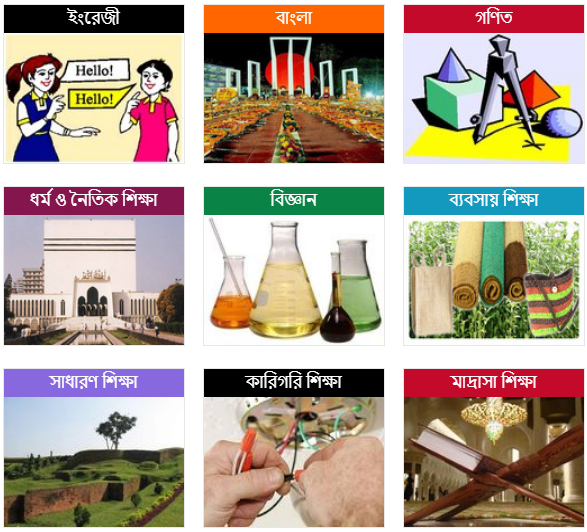 ইংরেজী
বাংলা
গণিত
Hello!
Hello!
ধর্ম ও নৈতিক শিক্ষা
বিজ্ঞান
ব্যবসায় শিক্ষা
সাধারণ শিক্ষা
কারিগরি শিক্ষা
মাদ্রাসা শিক্ষা